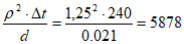 ρ² · Δt / d = 1,25² · 240 / 0.021 = 5878